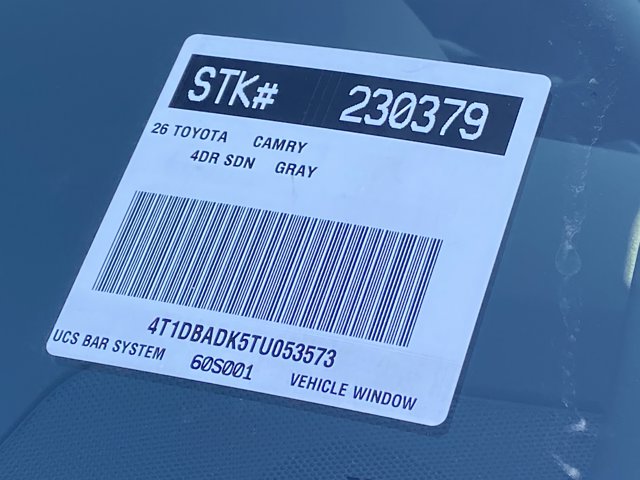 STK# 230379
26 TOYOTA CAMRY
4DR SDN GRAY
4T1DBADK5TU053573
UCS BAR SYSTEM 60S001 VEHICLE WINDOW